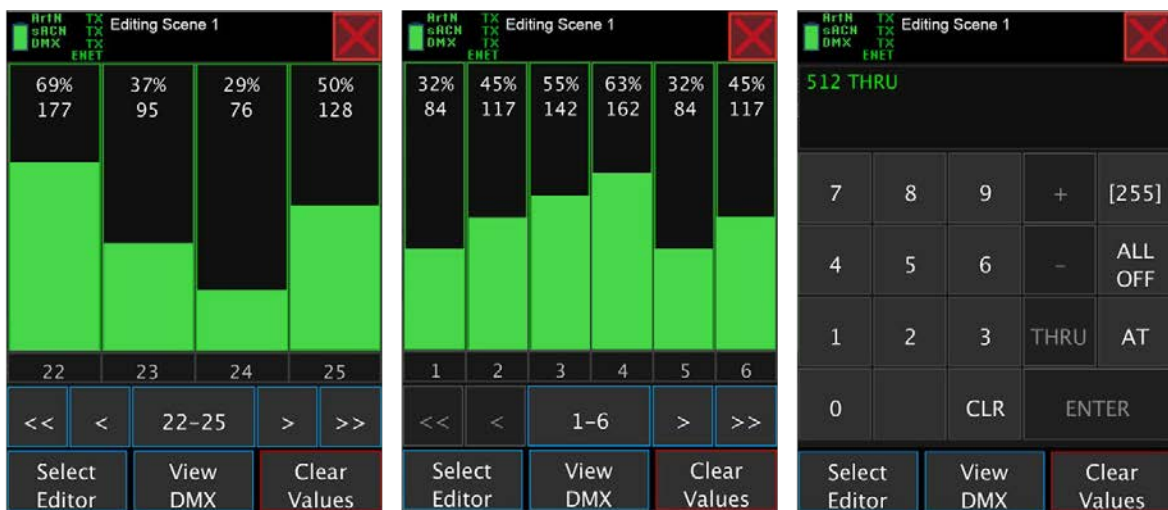 ArtN TX
sACN TX
DMX TX
ENET
Editing Scene 1
69% 37% 29% 50%
177 95 76 128
22 23 24 25
<< < 22-25 > >>
Select Editor
View DMX
Clear Values
ArtN TX
sACN TX
DMX TX
ENET
Editing Scene 1
32% 45% 55% 63% 32% 45%
84 117 142 162 84 117
1 2 3 4 5 6
<< < 1-6 > >>
Select Editor
View DMX
Clear Values
ArtN TX
sACN TX
DMX TX
ENET
Editing Scene 1
512 THRU
7 8 9 + [255]
4 5 6 - ALL OFF
1 2 3 THRU AT
0 CLR ENTER
Select Editor
View DMX
Clear Values